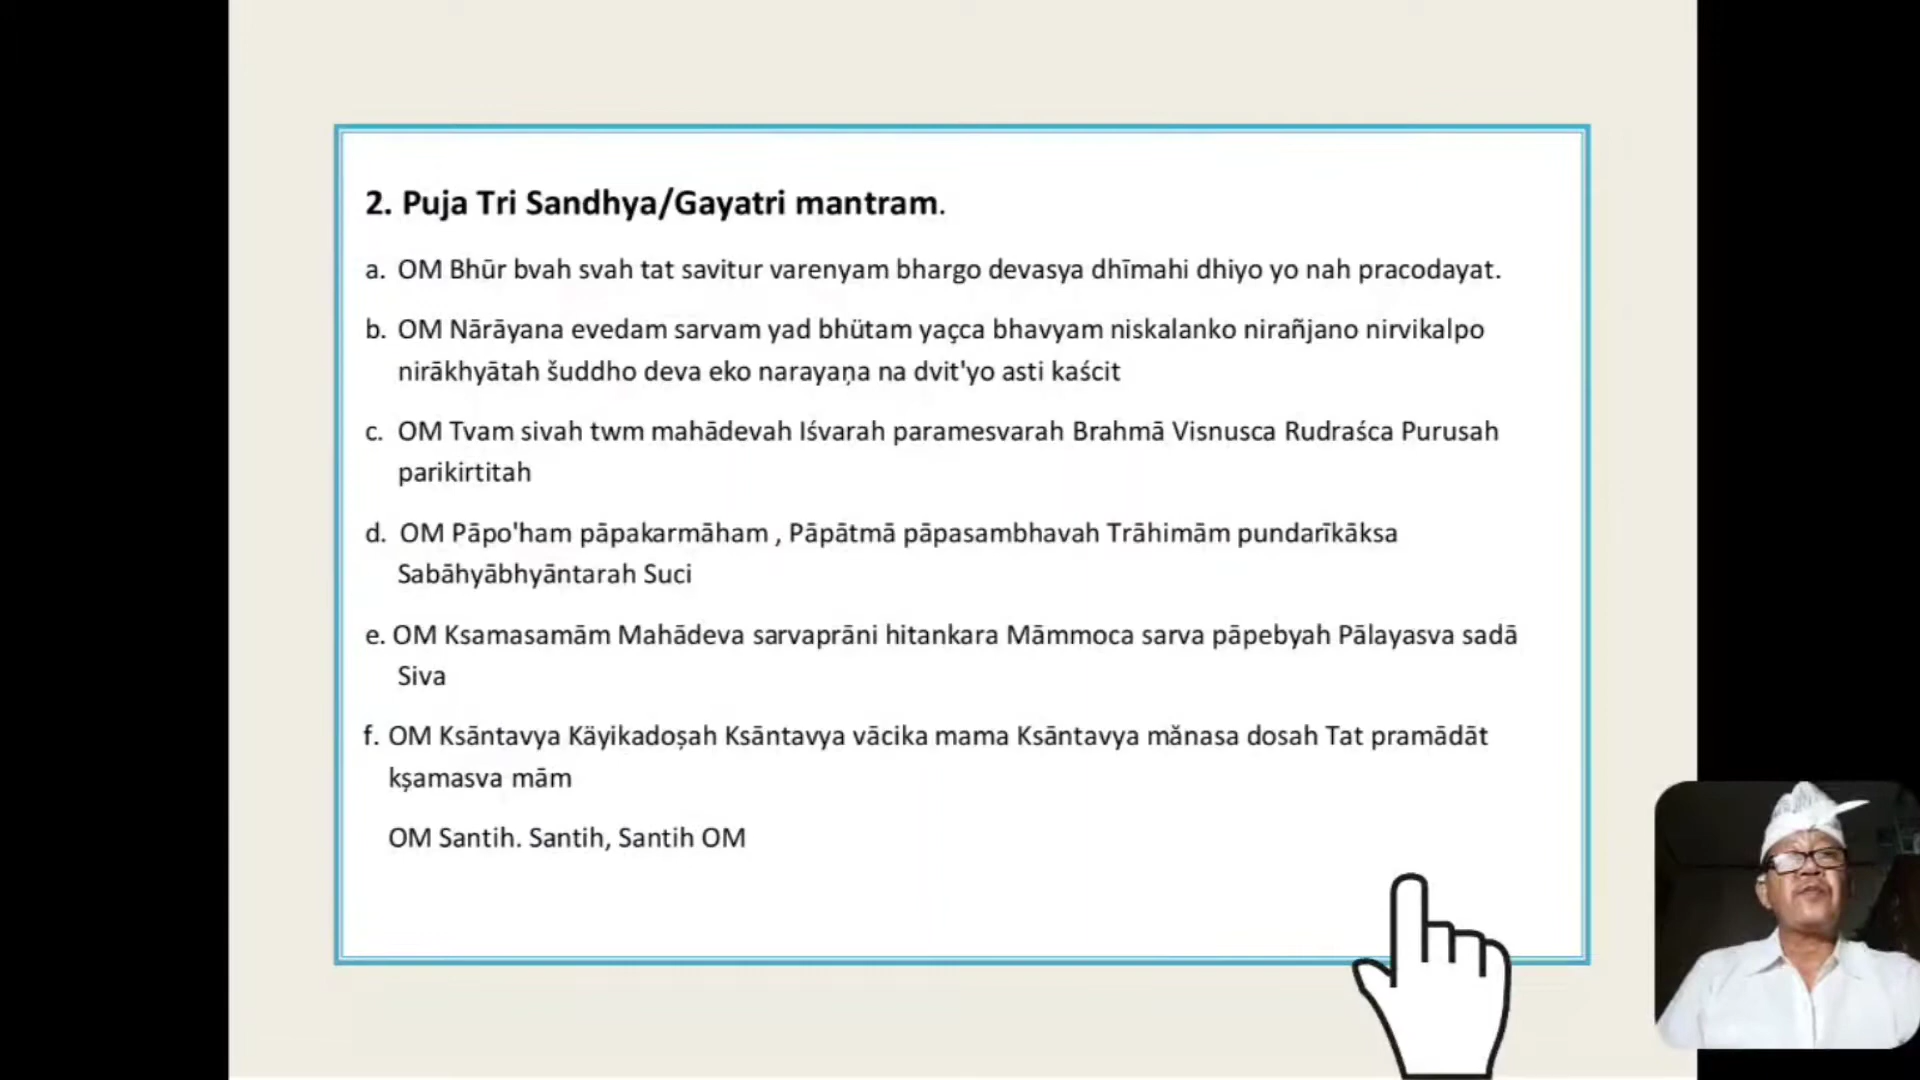 2. Puja Tri Sandhya/Gayatri mantram.
a. OM Bhūr bvah svah tat savitur varenyam bhargo devasya dhīmahi dhiyo yo nah pracodayat.
b. OM Nārāyana evedam sarvam yad bhütam yaçca bhavyam niskalanko nirañjano nirvikalpo
nirākhyātah šuddho deva eko narayaṇa na dvit'yo asti kaścit
c. OM Tvam sivah twm mahādevah Iśvarah paramesvarah Brahmā Visnusca Rudraśca Purusah
parikirtitah
d. OM Pāpo'ham pāpakarmāham , Pāpātmā pāpasambhavah Trāhimām pundarīkāksa
Sabāhyābhyāntarah Suci
e. OM Ksamasamām Mahādeva sarvaprāni hitankara Māmmoca sarva pāpebyah Pālayasva sadā
Siva
f. OM Ksāntavya Käyikadoṣah Ksāntavya vācika mama Ksāntavya mǎnasa dosah Tat pramādāt
kṣamasva mām
OM Santih. Santih, Santih OM